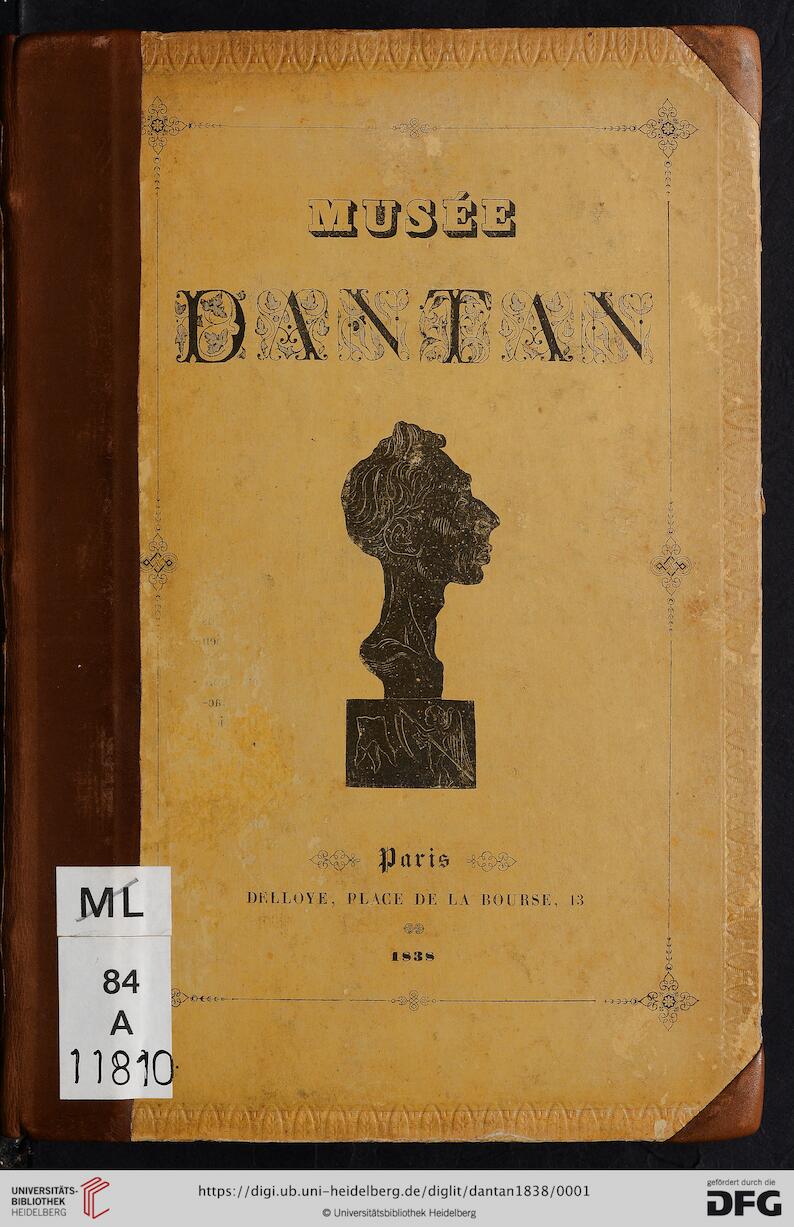 MUSÉE
DANTAN
Paris
DELLOYE, PLACE DE LA BOURSE, 13
1838
ML
84
A
11810
UNIVERSITÄTS-
BIBLIOTHEK
HEIDELBERG
https://digi.ub.uni-heidelberg.de/diglit/dantan1838/0001
© Universitätsbibliothek Heidelberg
gefördert durch die
DFG